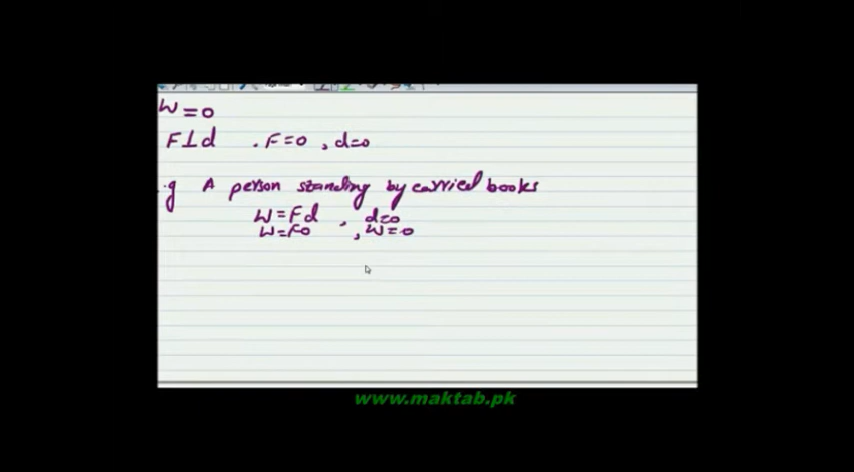 W=0
F⊥d . F=0 , d=0
.g A person standing by carried books
W=Fd , d=0
W=F0 , W=0
www.maktab.pk